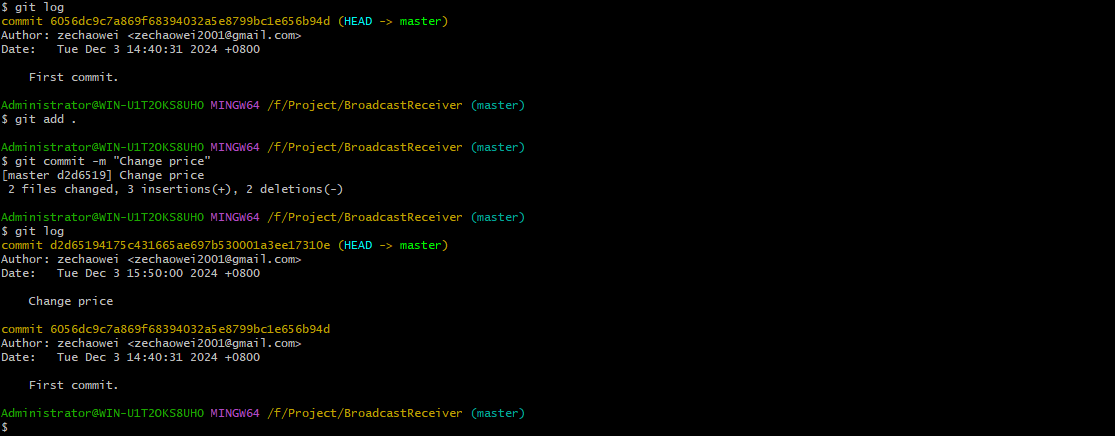 $ git log
commit 6056dc9c7a869f68394032a5e8799bc1e656b94d (HEAD -> master)
Author: zechaowei <zechaowei2001@gmail.com>
Date:   Tue Dec 3 14:40:31 2024 +0800
    First commit.
Administrator@WIN-U1T2OKS8UHO MINGW64 /f/Project/BroadcastReceiver (master)
$ git add .
Administrator@WIN-U1T2OKS8UHO MINGW64 /f/Project/BroadcastReceiver (master)
$ git commit -m "Change price"
[master d2d6519] Change price
 2 files changed, 3 insertions(+), 2 deletions(-)
Administrator@WIN-U1T2OKS8UHO MINGW64 /f/Project/BroadcastReceiver (master)
$ git log
commit d2d65194175c431665ae697b530001a3ee17310e (HEAD -> master)
Author: zechaowei <zechaowei2001@gmail.com>
Date:   Tue Dec 3 15:50:00 2024 +0800
    Change price
commit 6056dc9c7a869f68394032a5e8799bc1e656b94d
Author: zechaowei <zechaowei2001@gmail.com>
Date:   Tue Dec 3 14:40:31 2024 +0800
    First commit.
Administrator@WIN-U1T2OKS8UHO MINGW64 /f/Project/BroadcastReceiver (master)
$